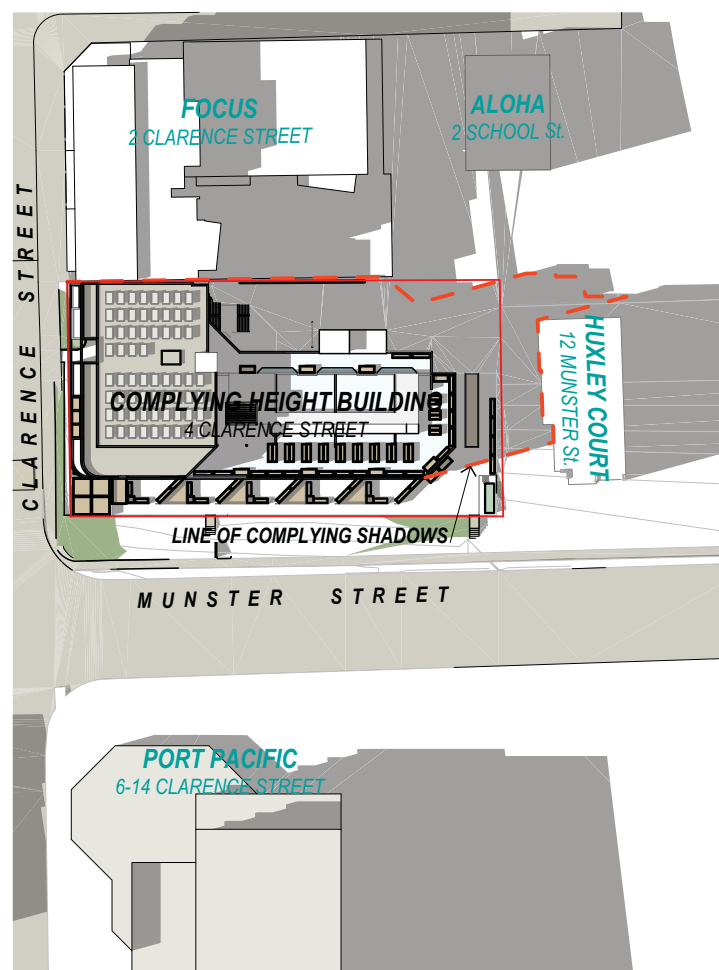 FOCUS
2 CLARENCE STREET
ALOHA
2 SCHOOL St.
CLARENCE STREET
HUXLEY COURT
12 MUNSTER St.
COMPLYING HEIGHT BUILDING
4 CLARENCE STREET
LINE OF COMPLYING SHADOWS
MUNSTER STREET
PORT PACIFIC
6-14 CLARENCE STREET